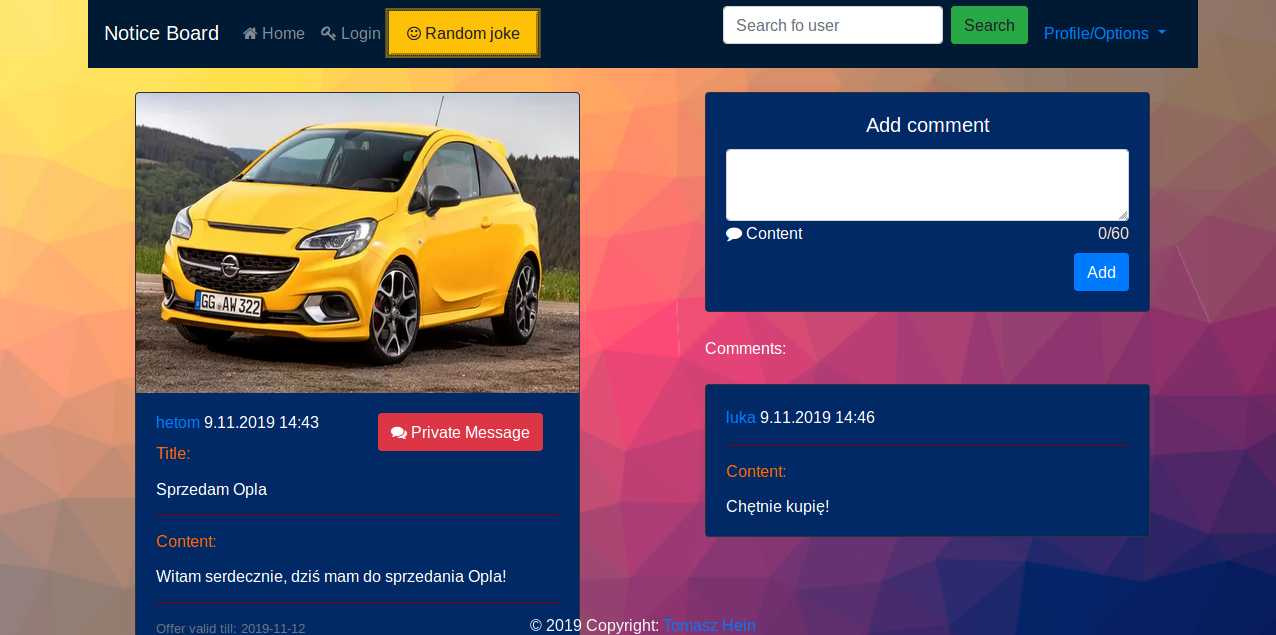 Notice Board Home Login Random joke Search fo user Search Profile/Options
GG AW 322
hetom 9.11.2019 14:43 Private Message
Title:
Sprzedam Opla
Content:
Witam serdecznie, dziś mam do sprzedania Opla!
Offer valid till: 2019-11-12
Add comment
Content 0/60
Add
Comments:
luka 9.11.2019 14:46
Content:
Chętnie kupię!
© 2019 Copyright: Tomasz Hein